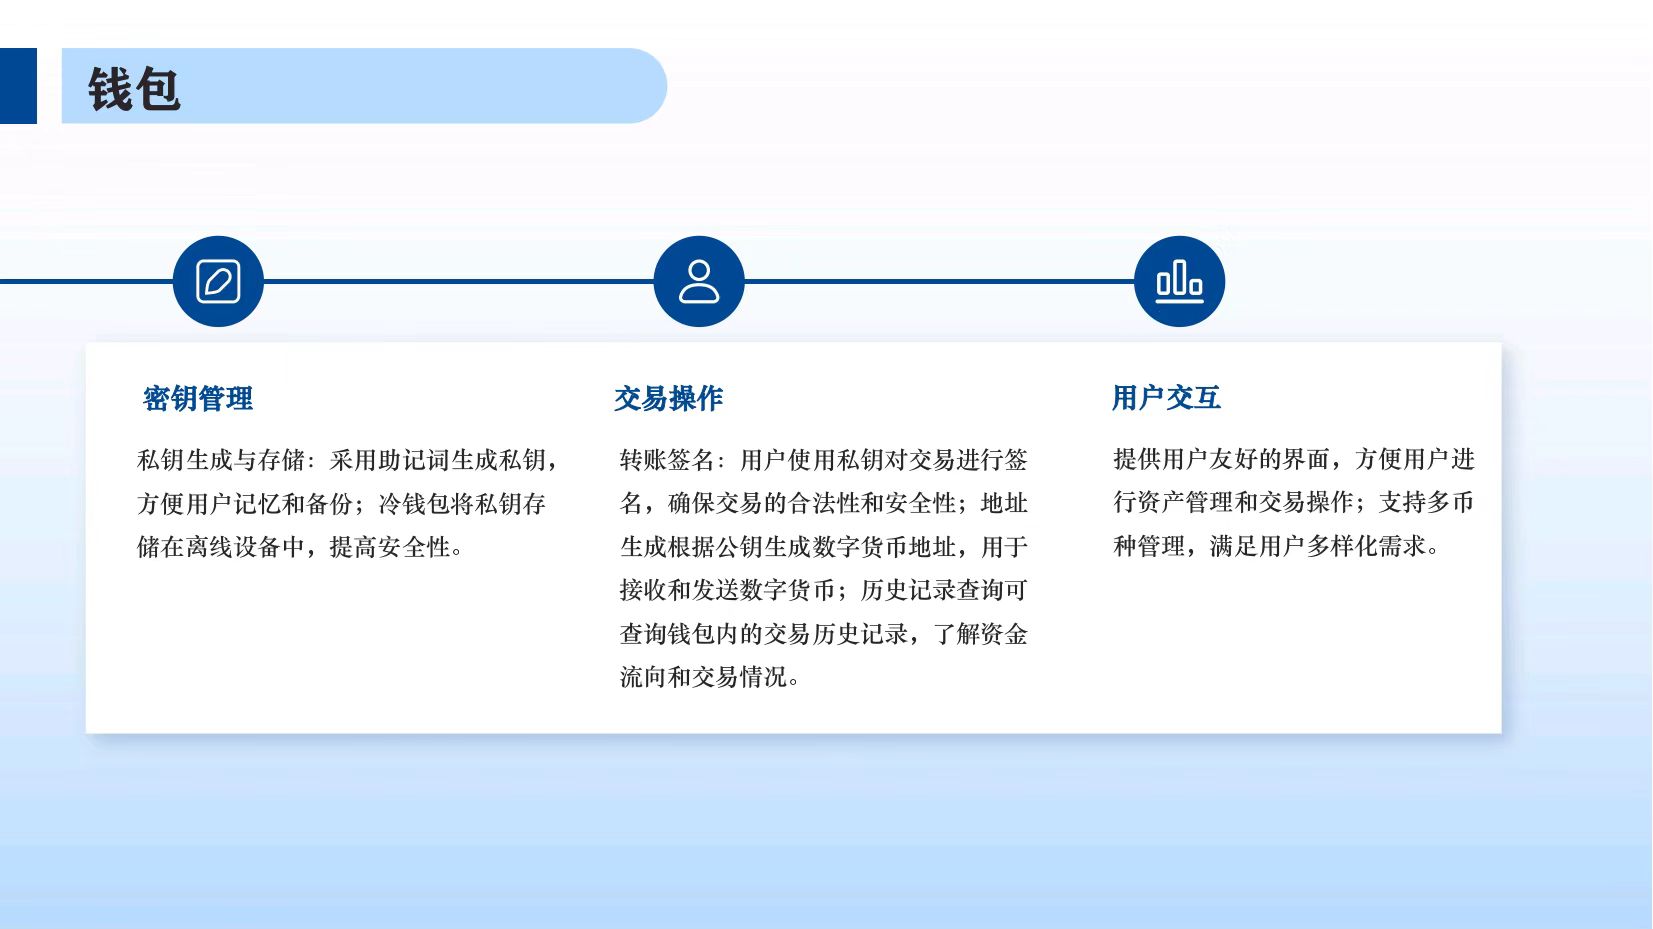 钱包
密钥管理
私钥生成与存储：采用助记词生成私钥，
方便用户记忆和备份；冷钱包将私钥存
储在离线设备中，提高安全性。
交易操作
转账签名：用户使用私钥对交易进行签
名，确保交易的合法性和安全性；地址
生成根据公钥生成数字货币地址，用于
接收和发送数字货币；历史记录查询可
查询钱包内的交易历史记录，了解资金
流向和交易情况。
用户交互
提供用户友好的界面，方便用户进
行资产管理和交易操作；支持多币
种管理，满足用户多样化需求。